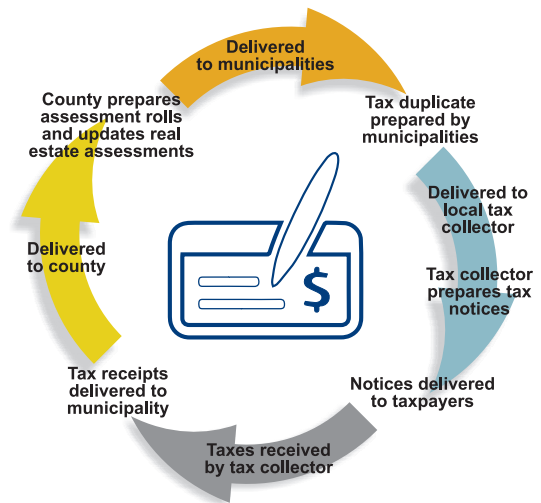 Delivered
to municipalities
County prepares
assessment rolls
and updates real
estate assessments
Tax duplicate
prepared by
municipalities
Delivered to
local tax
collector
Tax collector
prepares tax
notices
Notices delivered
to taxpayers
Taxes received
by tax collector
Tax receipts
delivered to
municipality
Delivered
to county
$